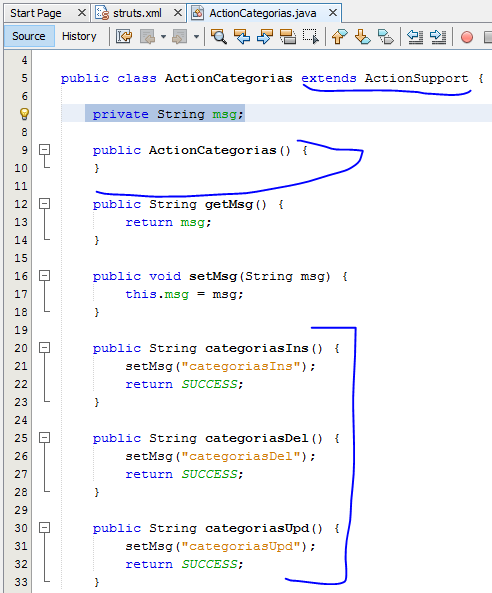 Start Page struts.xml ActionCategorias.java
Source History
4
5 public class ActionCategorias extends ActionSupport {
6
7 private String msg;
8
9 public ActionCategorias() {
10 }
11
12 public String getMsg() {
13 return msg;
14 }
15
16 public void setMsg(String msg) {
17 this.msg = msg;
18 }
19
20 public String categoriasIns() {
21 setMsg("categoriasIns");
22 return SUCCESS;
23 }
24
25 public String categoriasDel() {
26 setMsg("categoriasDel");
27 return SUCCESS;
28 }
29
30 public String categoriasUpd() {
31 setMsg("categoriasUpd");
32 return SUCCESS;
33 }